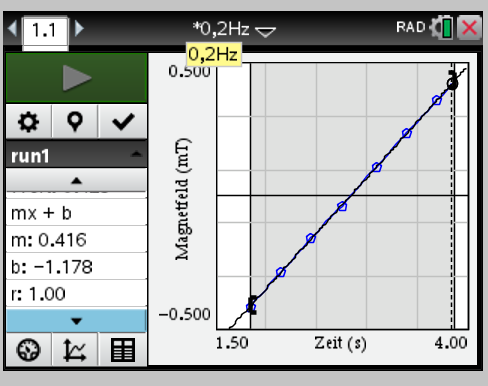 1.1
*0,2Hz
RAD
0,2Hz
run1
mx + b
m: 0.416
b: −1.178
r: 1.00
0.500
Magnetfeld (mT)
−0.500
1.50
Zeit (s)
4.00